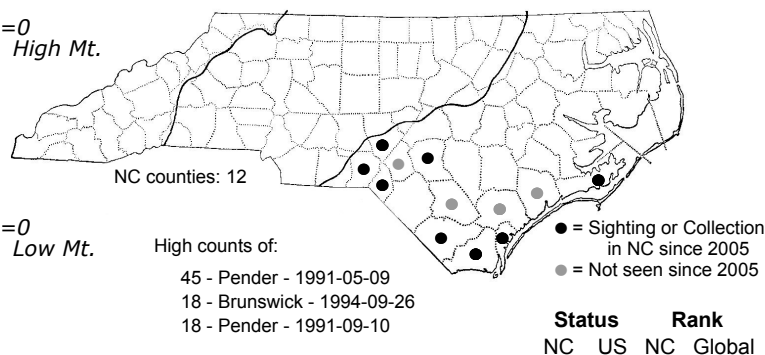 =0
High Mt.
NC counties: 12
=0
Low Mt.
High counts of:
45 - Pender - 1991-05-09
18 - Brunswick - 1994-09-26
18 - Pender - 1991-09-10
● = Sighting or Collection
in NC since 2005
● = Not seen since 2005
Status Rank
NC US NC Global